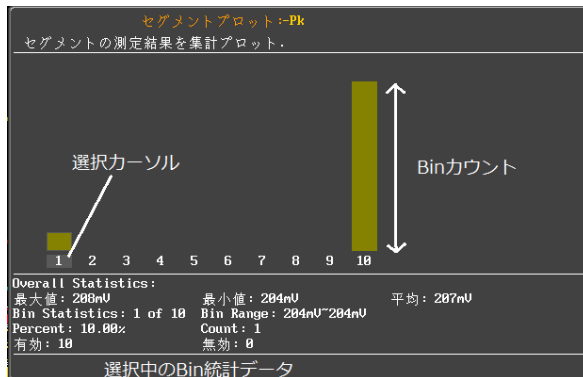 セグメントプロット:-Pk
セグメントの測定結果を集計プロット.
選択カーソル
Binカウント
1 2 3 4 5 6 7 8 9 10
Overall Statistics:
最大値: 208mV 最小値: 204mV 平均: 207mV
Bin Statistics: 1 of 10 Bin Range: 204mV~204mV
Percent: 10.00% Count: 1
有効: 10 無効: 0
選択中のBin統計データ